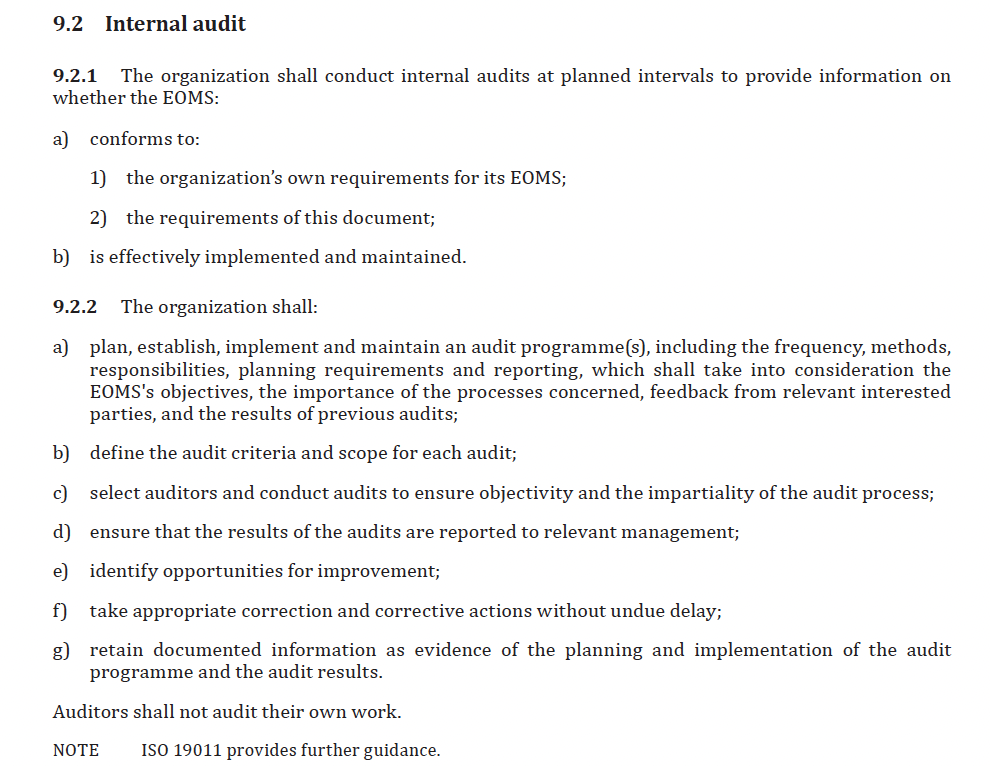 9.2 Internal audit
9.2.1 The organization shall conduct internal audits at planned intervals to provide information on
whether the EOMS:
a) conforms to:
1) the organization’s own requirements for its EOMS;
2) the requirements of this document;
b) is effectively implemented and maintained.
9.2.2 The organization shall:
a) plan, establish, implement and maintain an audit programme(s), including the frequency, methods,
responsibilities, planning requirements and reporting, which shall take into consideration the
EOMS's objectives, the importance of the processes concerned, feedback from relevant interested
parties, and the results of previous audits;
b) define the audit criteria and scope for each audit;
c) select auditors and conduct audits to ensure objectivity and the impartiality of the audit process;
d) ensure that the results of the audits are reported to relevant management;
e) identify opportunities for improvement;
f) take appropriate correction and corrective actions without undue delay;
g) retain documented information as evidence of the planning and implementation of the audit
programme and the audit results.
Auditors shall not audit their own work.
NOTE ISO 19011 provides further guidance.